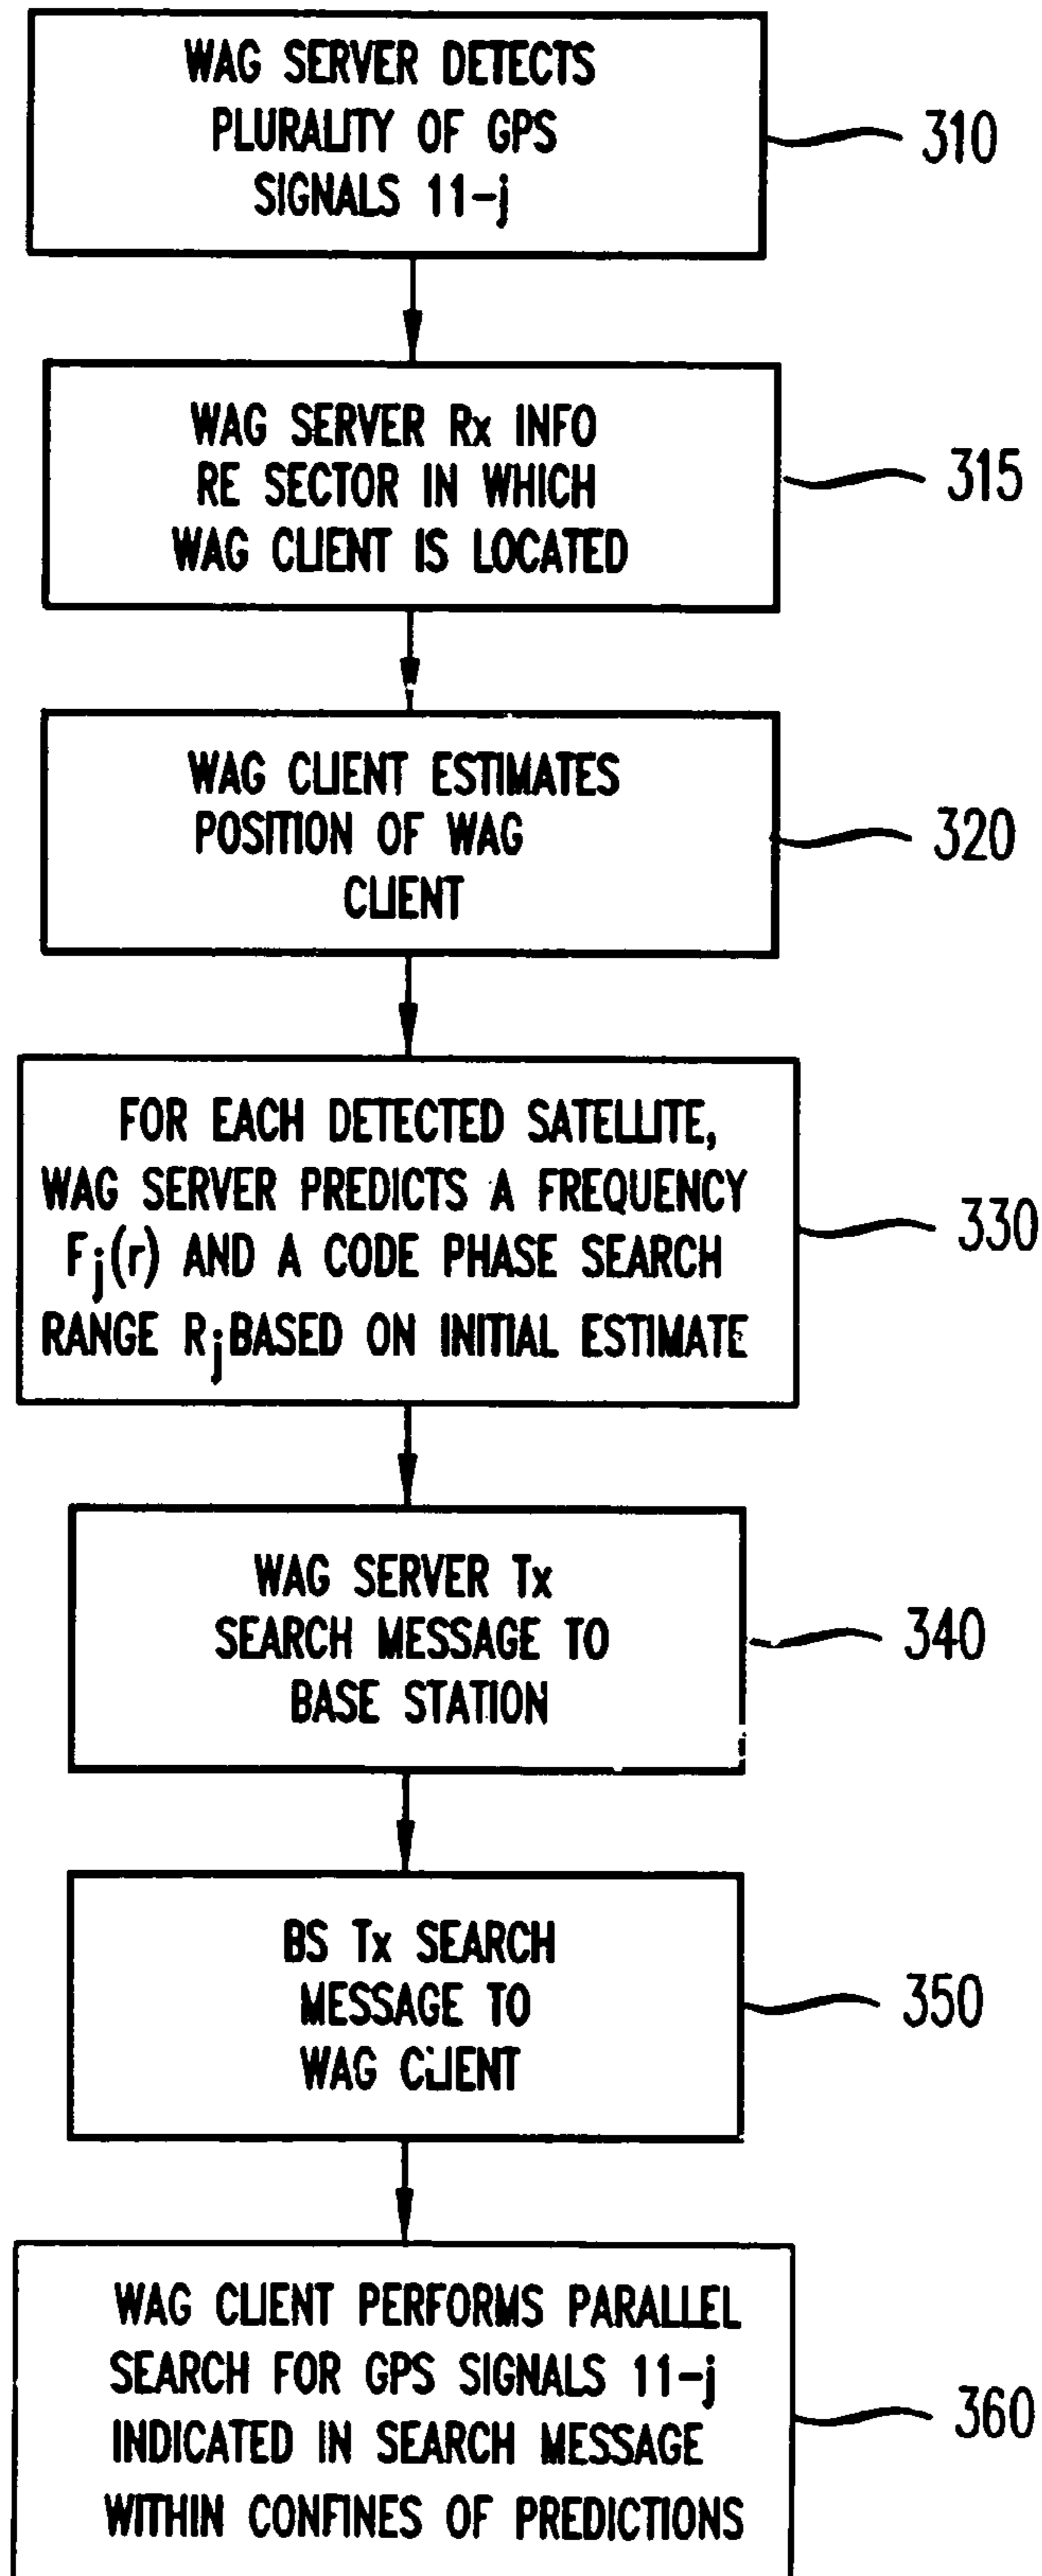 WAG SERVER DETECTS
PLURALITY OF GPS
SIGNALS 11-j
310
WAG SERVER Rx INFO
RE SECTOR IN WHICH
WAG CLIENT IS LOCATED
315
WAG CLIENT ESTIMATES
POSITION OF WAG
CLIENT
320
FOR EACH DETECTED SATELLITE,
WAG SERVER PREDICTS A FREQUENCY
Fj(r) AND A CODE PHASE SEARCH
RANGE Rj BASED ON INITIAL ESTIMATE
330
WAG SERVER Tx
SEARCH MESSAGE TO
BASE STATION
340
BS Tx SEARCH
MESSAGE TO
WAG CLIENT
350
WAG CLIENT PERFORMS PARALLEL
SEARCH FOR GPS SIGNALS 11-j
INDICATED IN SEARCH MESSAGE
WITHIN CONFINES OF PREDICTIONS
360